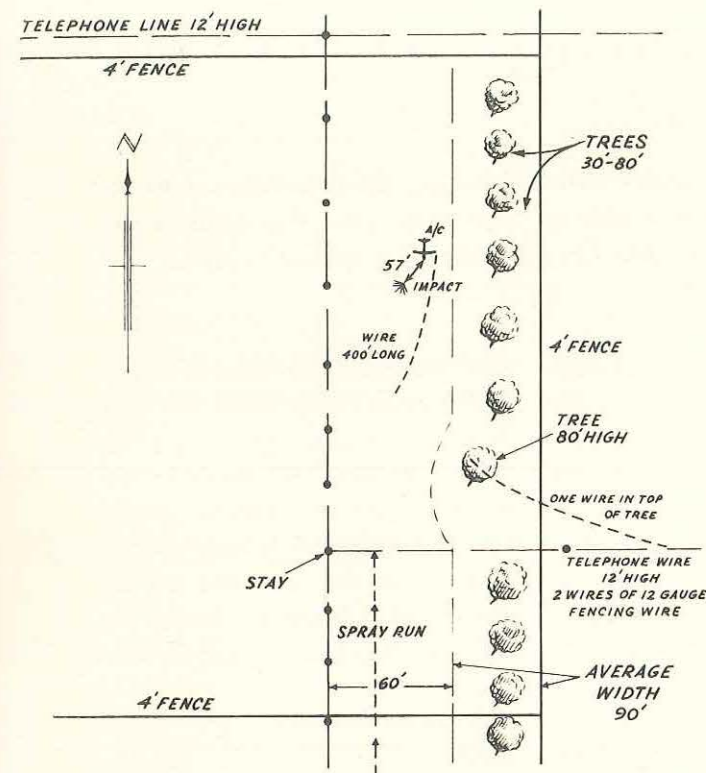 TELEPHONE LINE 12' HIGH
4' FENCE
N
TREES
30'-80'
A/C
57'
IMPACT
WIRE
400' LONG
4' FENCE
TREE
80' HIGH
ONE WIRE IN TOP
OF TREE
STAY
TELEPHONE WIRE
12' HIGH
2 WIRES OF 12 GAUGE
FENCING WIRE
SPRAY RUN
60'
AVERAGE
WIDTH
90'
4' FENCE